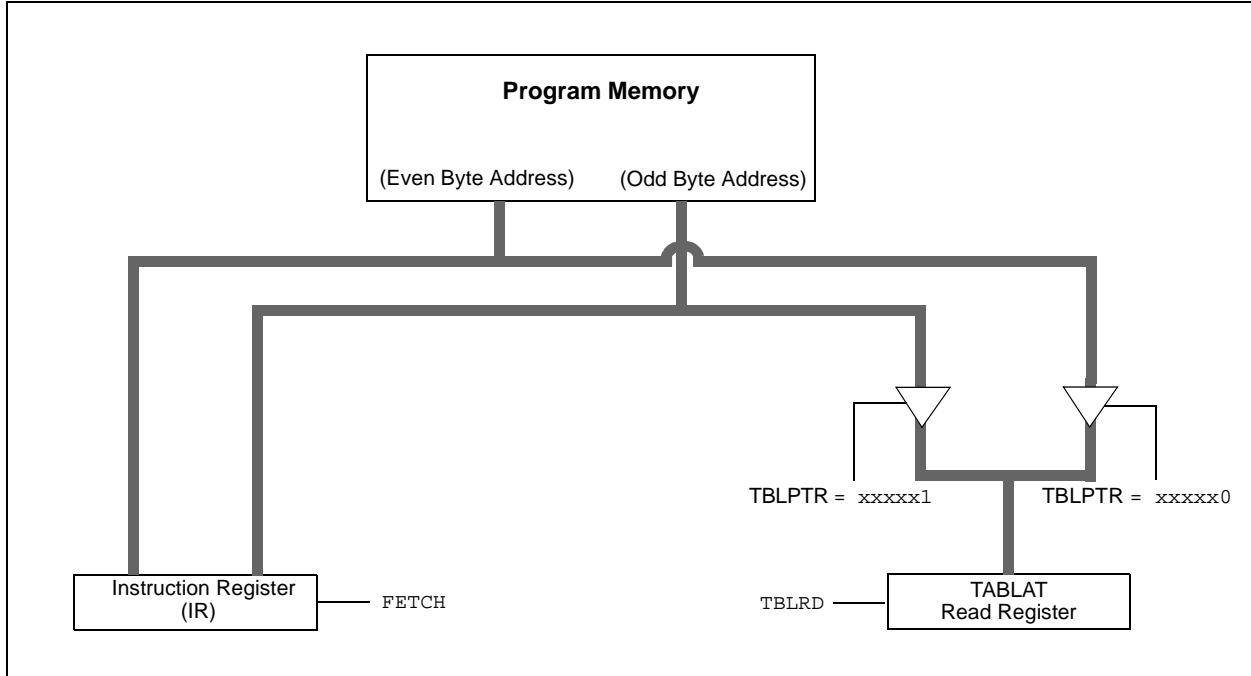 Program Memory
(Even Byte Address) (Odd Byte Address)
TBLPTR = xxxxx1
TBLPTR = xxxxx0
Instruction Register
(IR)
FETCH
TBLRD
TABLAT
Read Register